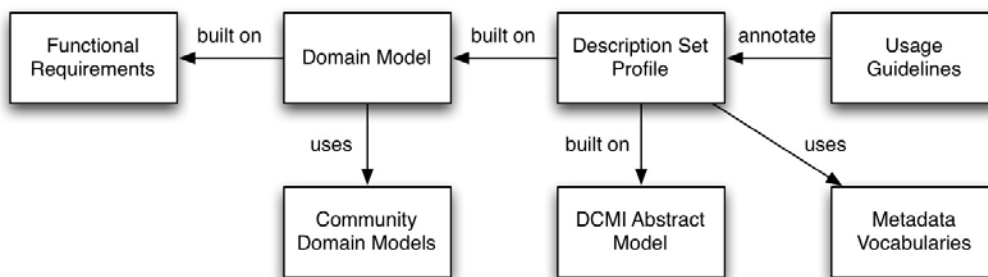 Functional
Requirements
built on
Domain Model
built on
Description Set
Profile
annotate
Usage
Guidelines
uses
built on
uses
Community
Domain Models
DCMI Abstract
Model
Metadata
Vocabularies